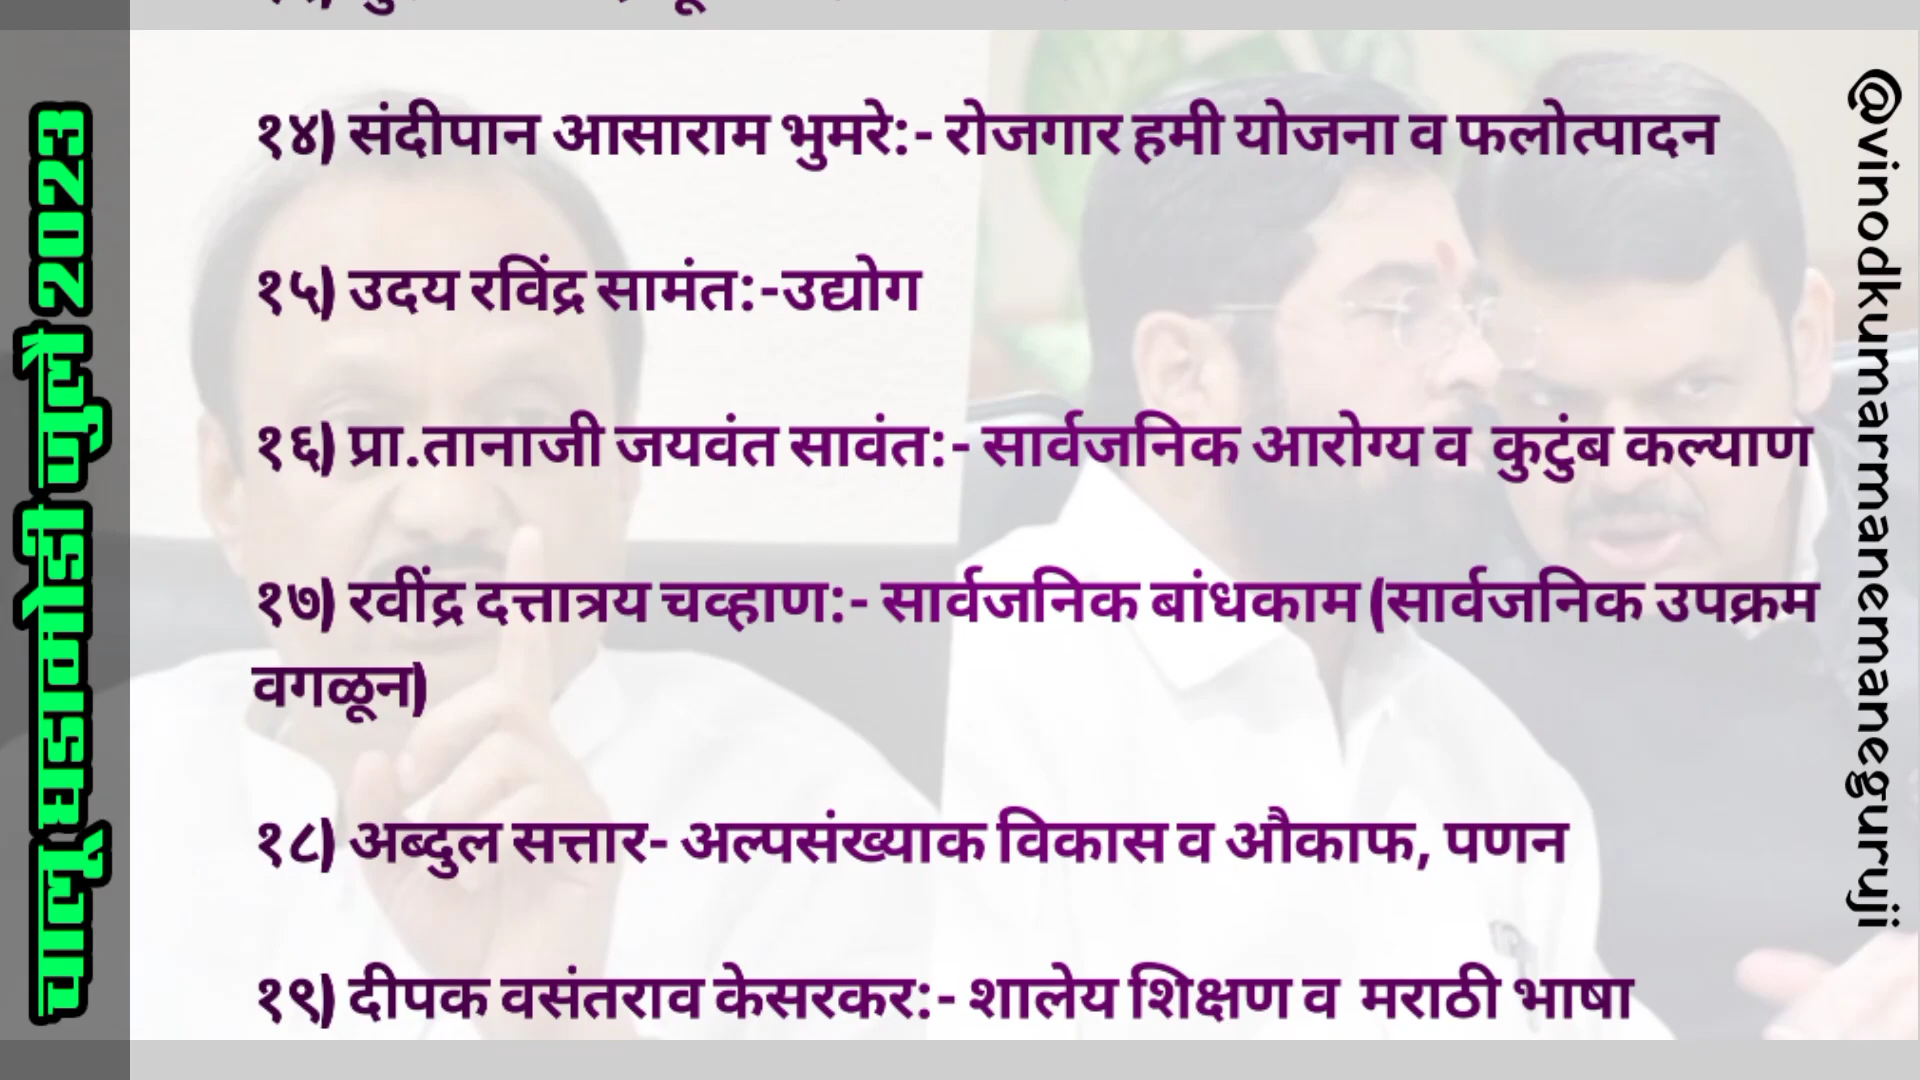 १४) संदीपान आसाराम भुमरे:- रोजगार हमी योजना व फलोत्पादन
१५) उदय रविंद्र सामंत:-उद्योग
१६) प्रा.तानाजी जयवंत सावंत:- सार्वजनिक आरोग्य व कुटुंब कल्याण
१७) रवींद्र दत्तात्रय चव्हाण:- सार्वजनिक बांधकाम (सार्वजनिक उपक्रम
वगळून)
१८) अब्दुल सत्तार- अल्पसंख्याक विकास व औकाफ, पणन
१९) दीपक वसंतराव केसरकर:- शालेय शिक्षण व मराठी भाषा
चालू घडामोडी जुलै 2023
@vinodkumarmanemaneguruji